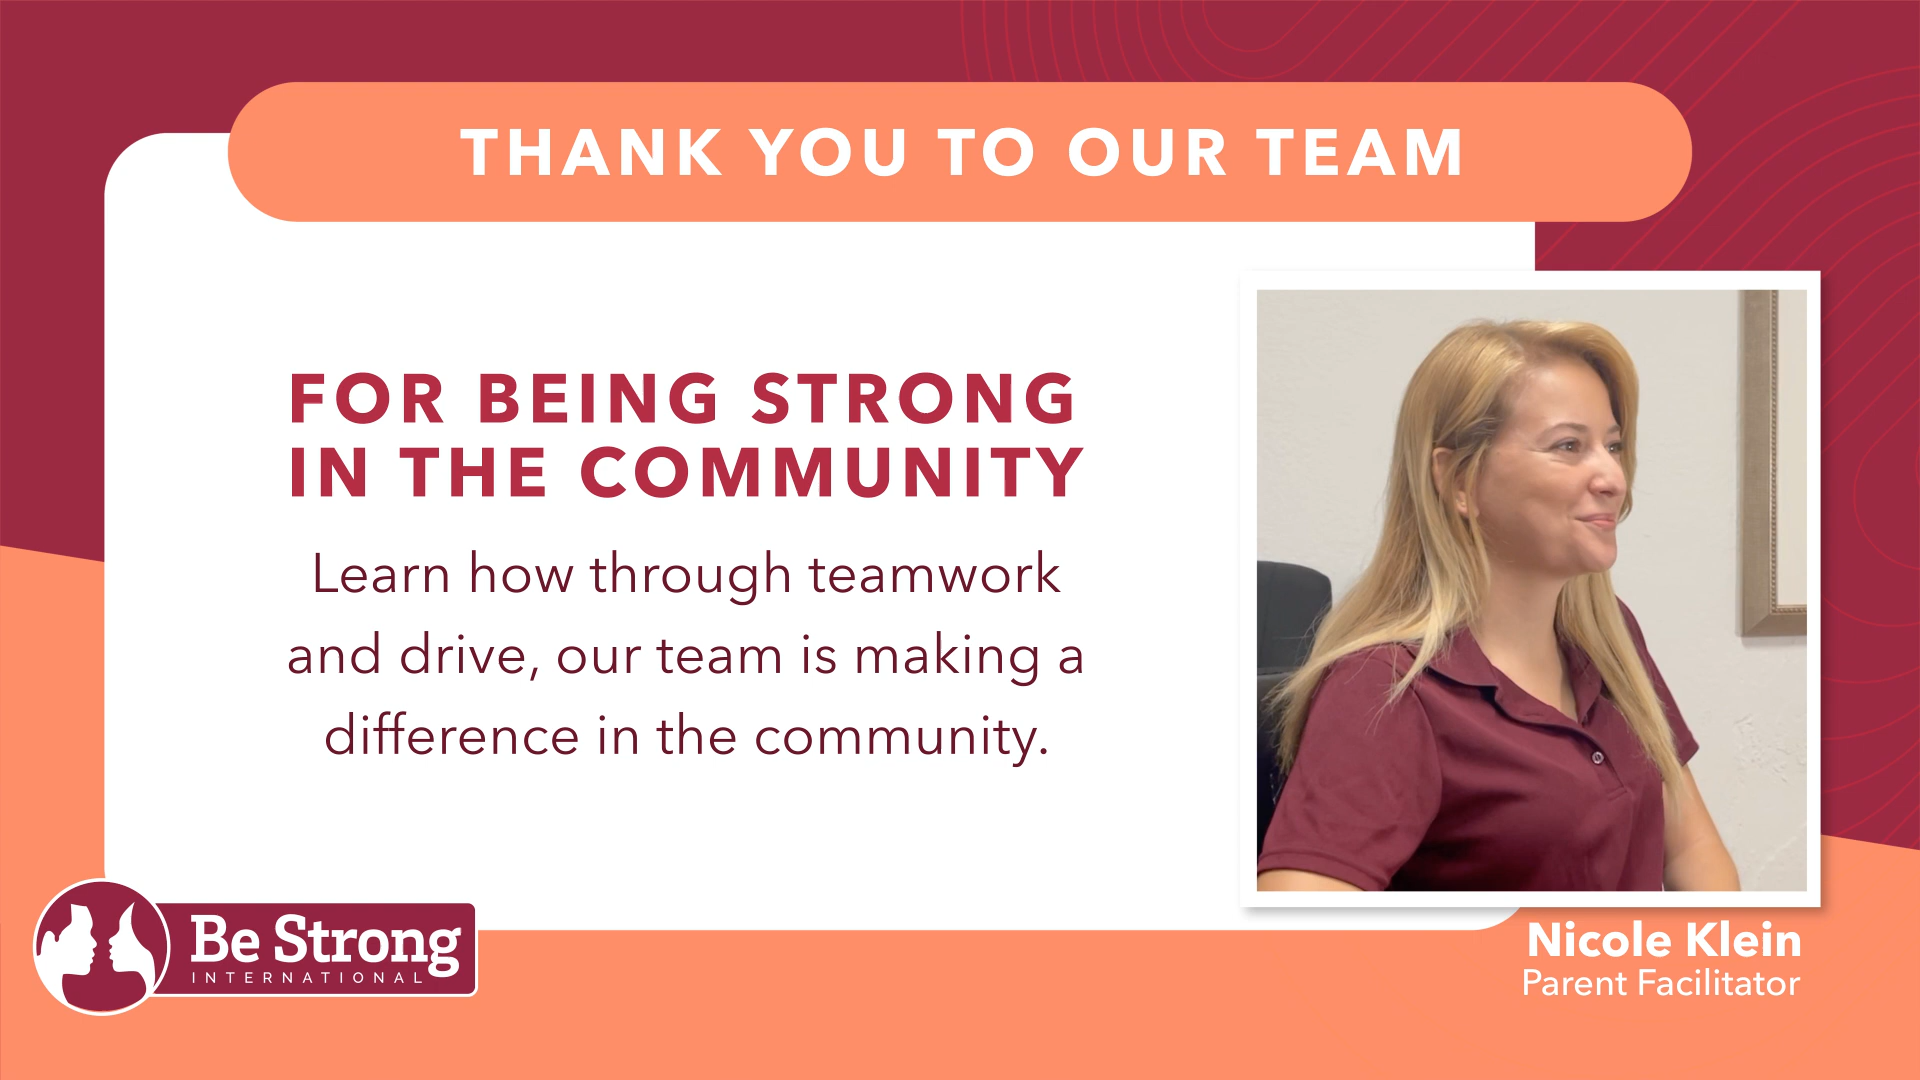 THANK YOU TO OUR TEAM
FOR BEING STRONG
IN THE COMMUNITY
Learn how through teamwork
and drive, our team is making a
difference in the community.
Be Strong
INTERNATIONAL
Nicole Klein
Parent Facilitator